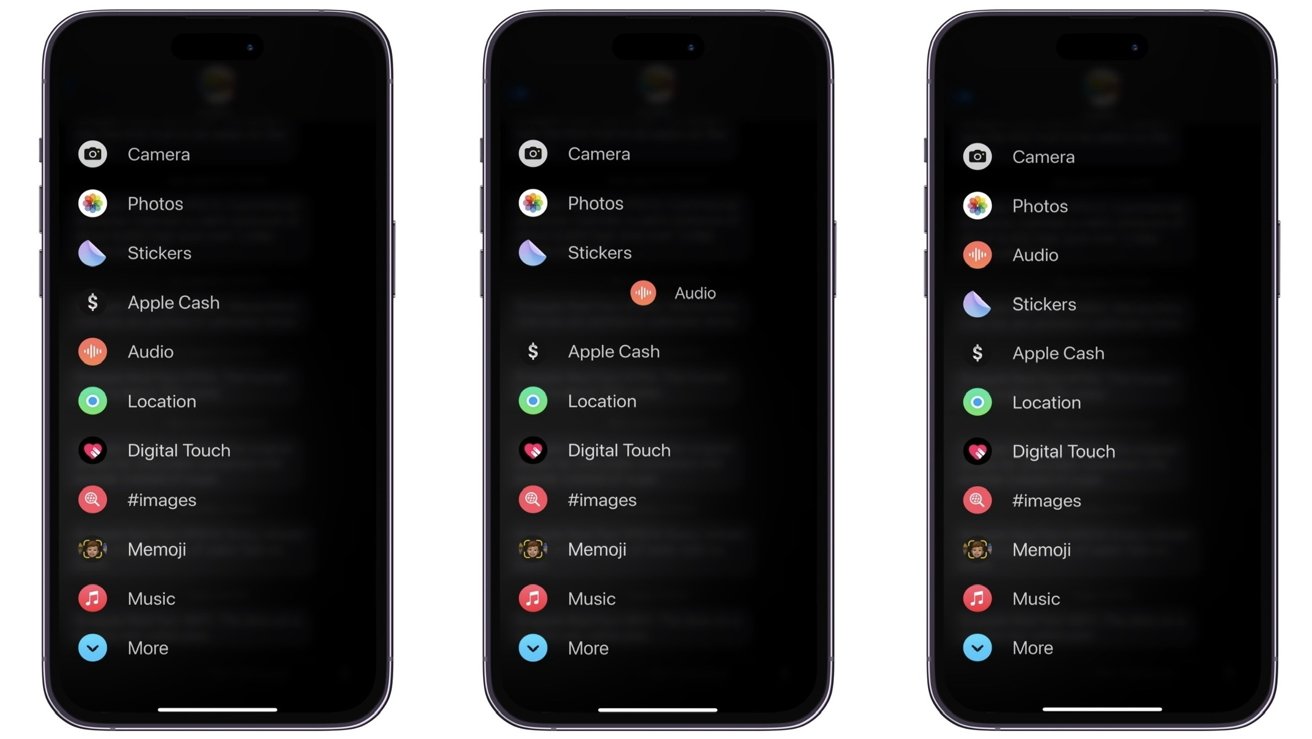 Camera
Photos
Stickers
$ Apple Cash
Audio
Location
Digital Touch
#images
Memoji
Music
More
Camera
Photos
Stickers
Audio
$ Apple Cash
Location
Digital Touch
#images
Memoji
Music
More
Camera
Photos
Audio
Stickers
$ Apple Cash
Location
Digital Touch
#images
Memoji
Music
More